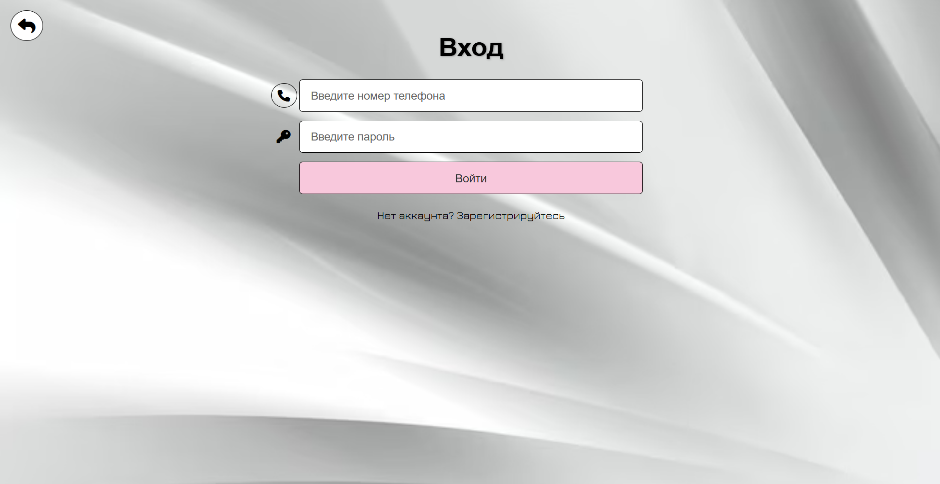 Вход
Введите номер телефона
Введите пароль
Войти
Нет аккаунта? Зарегистрируйтесь